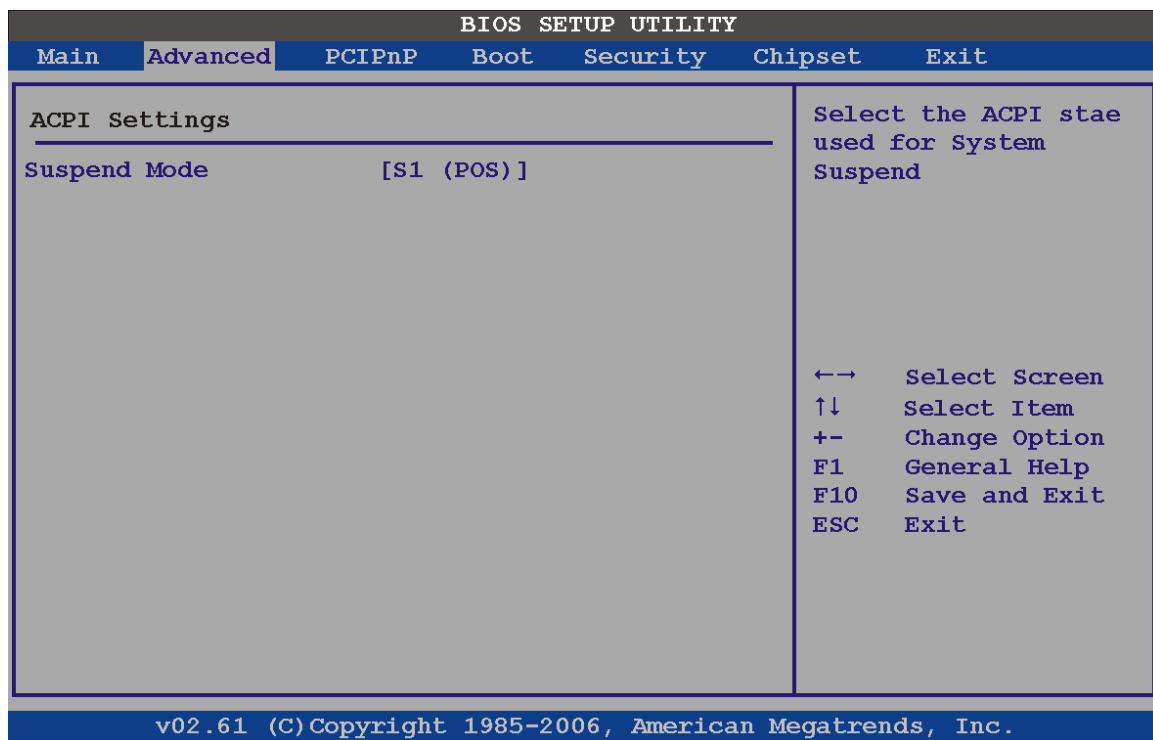 BIOS SETUP UTILITY
Main Advanced PCIPnP Boot Security Chipset Exit
ACPI Settings
Suspend Mode [S1 (POS)]
Select the ACPI stae
used for System
Suspend
←→ Select Screen
↑↓ Select Item
+- Change Option
F1 General Help
F10 Save and Exit
ESC Exit
v02.61 (C)Copyright 1985-2006, American Megatrends, Inc.